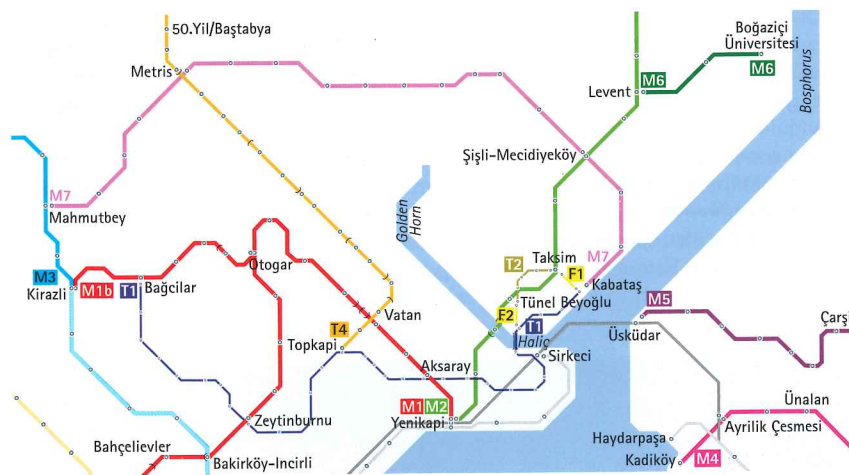 50.Yil/Baştabya
Boğaziçi
Üniversitesi
M6
M6
Metris
Levent
Bosphorus
Şişli-Mecidiyeköy
M7
Mahmutbey
Golden
Horn
M3
Kirazli
M1b
T1
Bağcilar
Otogar
T2
Taksim
F1
M7
Kabataş
Tünel Beyoğlu
F2
T1
Haliç
Sirkeci
M5
Üsküdar
Çarşi
T4
Vatan
Topkapi
Aksaray
M1
M2
Yenikapi
Zeytinburnu
Bahçelievler
Bakirköy-Incirli
Ünalan
Ayrilik Çesmesi
Haydarpaşa
M4
Kadiköy